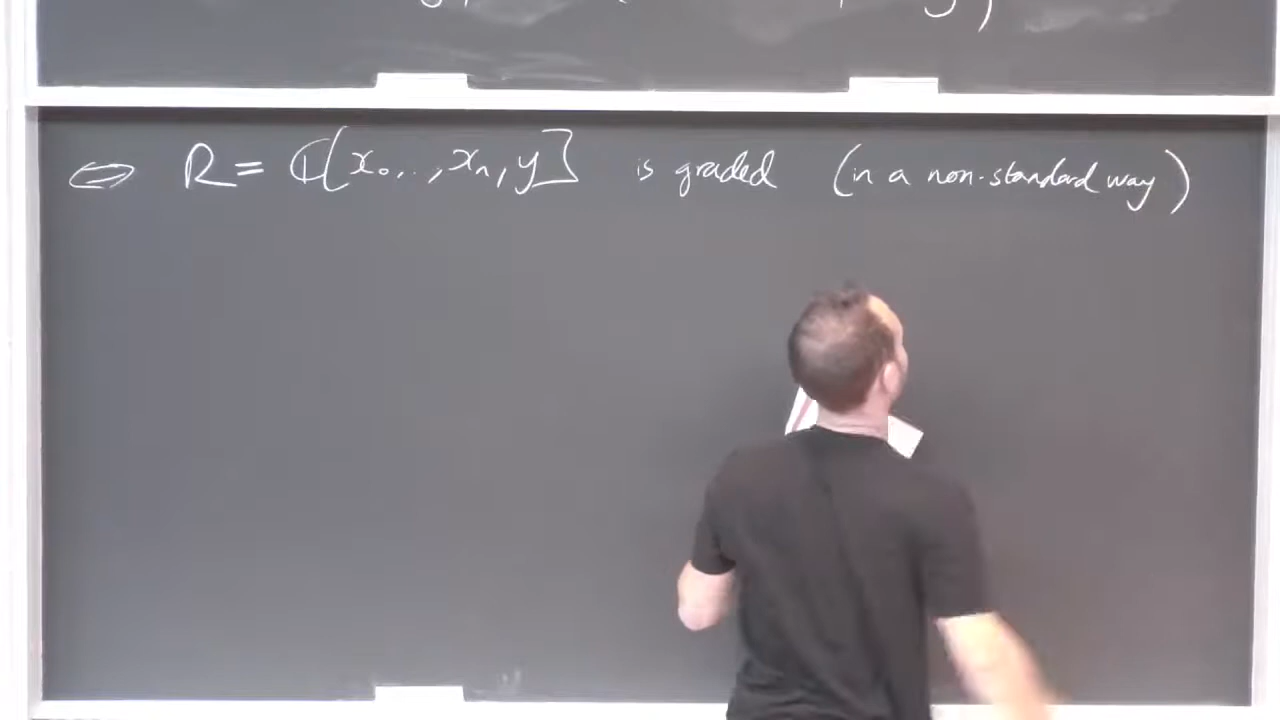 ⇔ R = ℂ[x₀,..,xₙ,y] is graded (in a non-standard way)